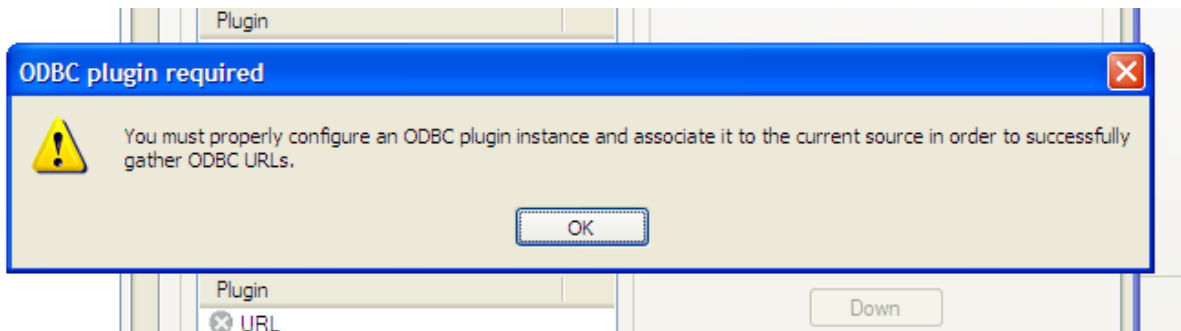 Plugin
ODBC plugin required
You must properly configure an ODBC plugin instance and associate it to the current source in order to successfully
gather ODBC URLs.
OK
Plugin
Down
URL